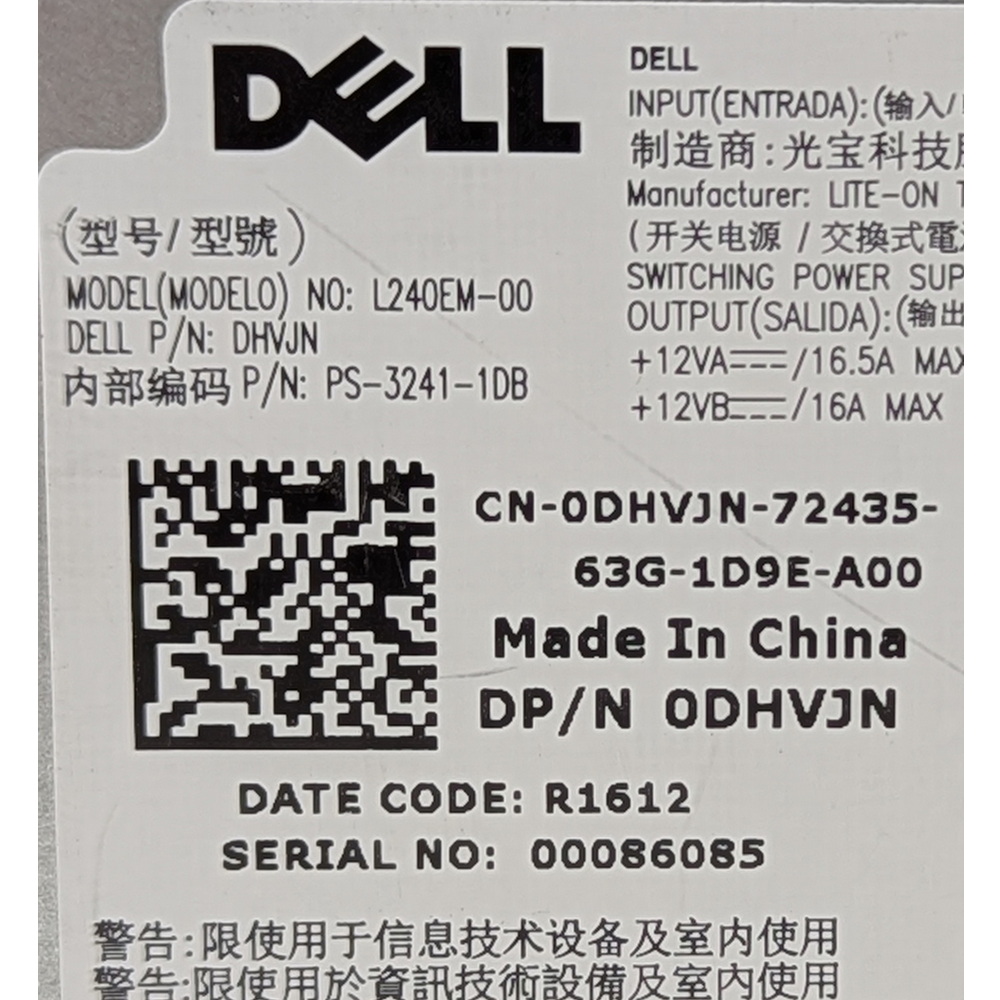 DELL
(型号/型號)
MODEL(MODELO) NO: L240EM-00
DELL P/N: DHVJN
内部编码 P/N: PS-3241-1DB
DELL
INPUT(ENTRADA):(输入/
制造商:光宝科技
Manufacturer: LITE-ON
(开关电源 / 交換式電
SWITCHING POWER SUP
OUTPUT(SALIDA):(输出
+12VA⎓/16.5A MAX
+12VB⎓/16A MAX
CN-0DHVJN-72435-
63G-1D9E-A00
Made In China
DP/N 0DHVJN
DATE CODE: R1612
SERIAL NO: 00086085
警告:限使用于信息技术设备及室内使用
警告:限使用於資訊技術設備及室內使用